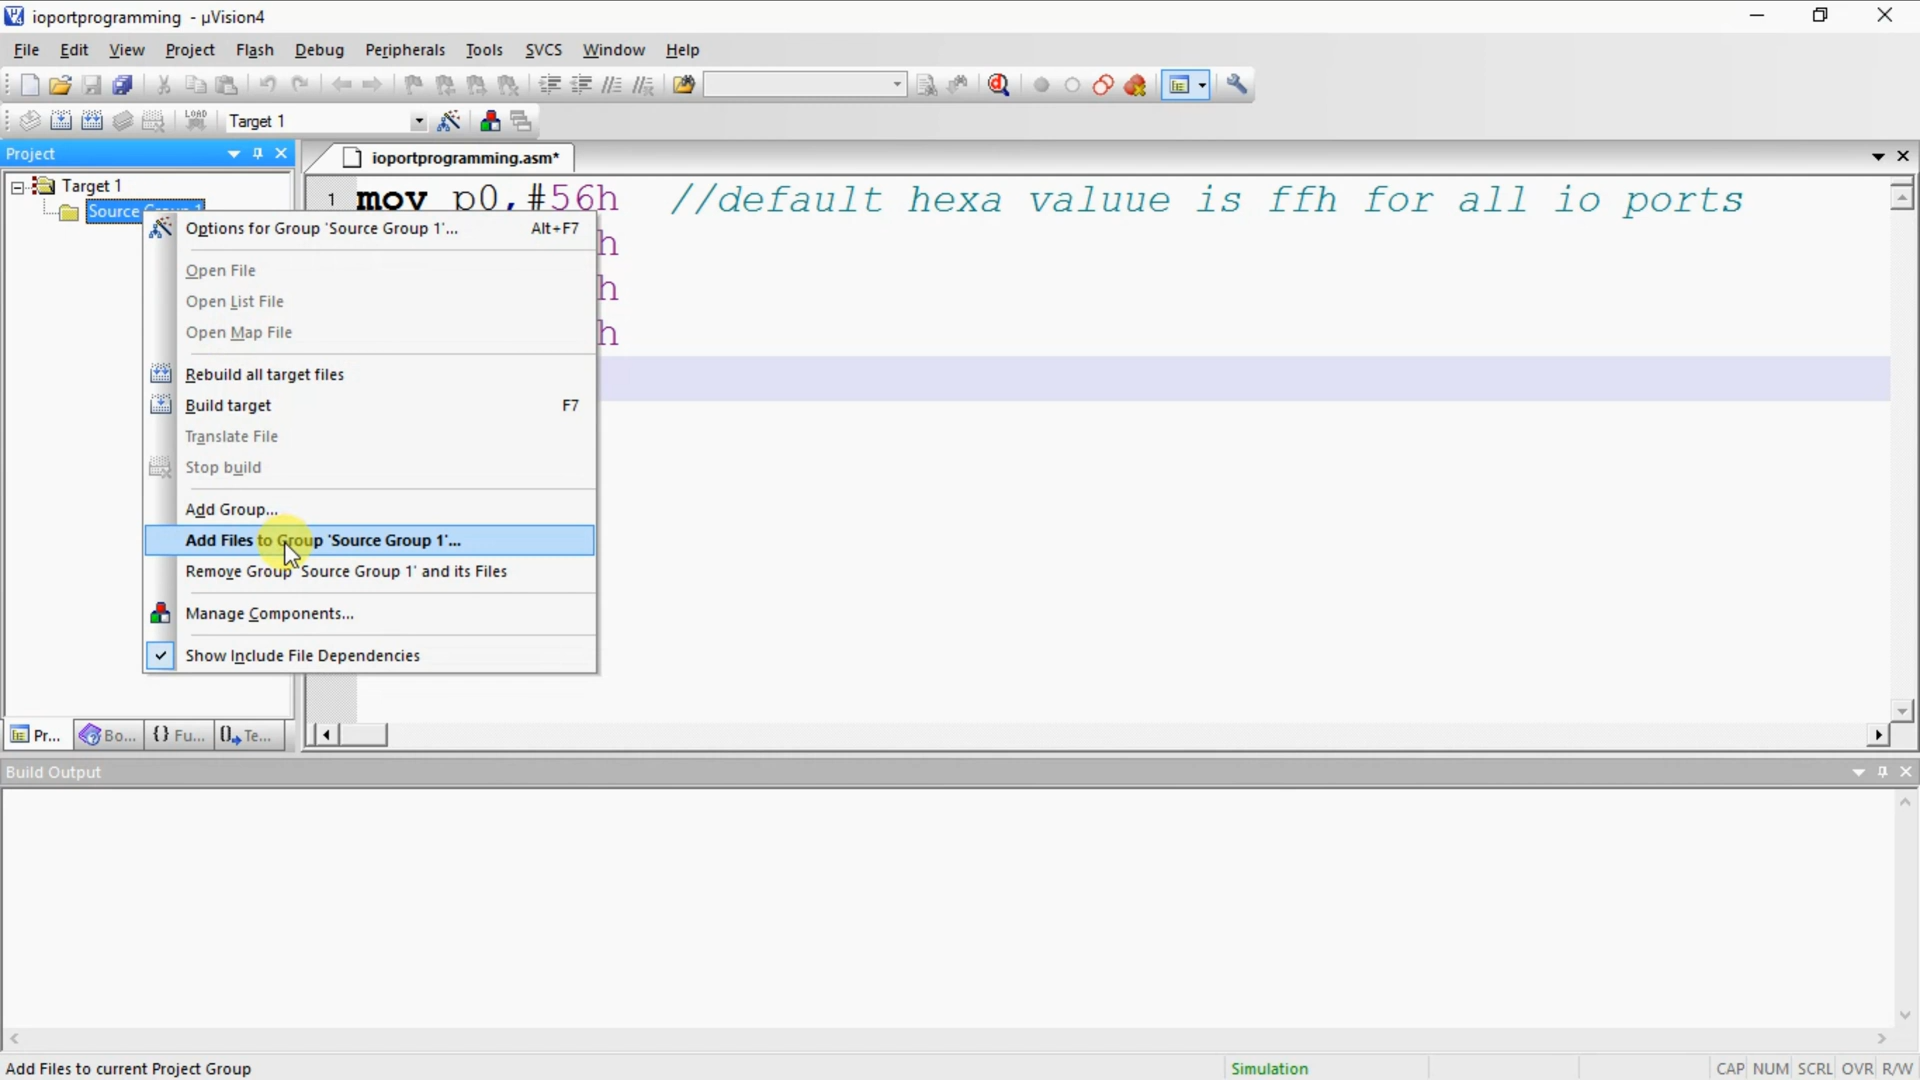 ioportprogramming - µVision4
File Edit View Project Flash Debug Peripherals Tools SVCS Window Help
LOAD Target 1
Project
ioportprogramming.asm*
Target 1
1 mov p0,#56h //default hexa valuue is ffh for all io ports
Source Group 1
Options for Group 'Source Group 1'... Alt+F7
h
Open File
Open List File
h
Open Map File
h
Rebuild all target files
Build target F7
Translate File
Stop build
Add Group...
Add Files to Group 'Source Group 1'...
Remove Group 'Source Group 1' and its Files
Manage Components...
Show Include File Dependencies
Pr... Bo... {} Fu... 0 Te...
Build Output
Add Files to current Project Group Simulation CAP NUM SCRL OVR R/W